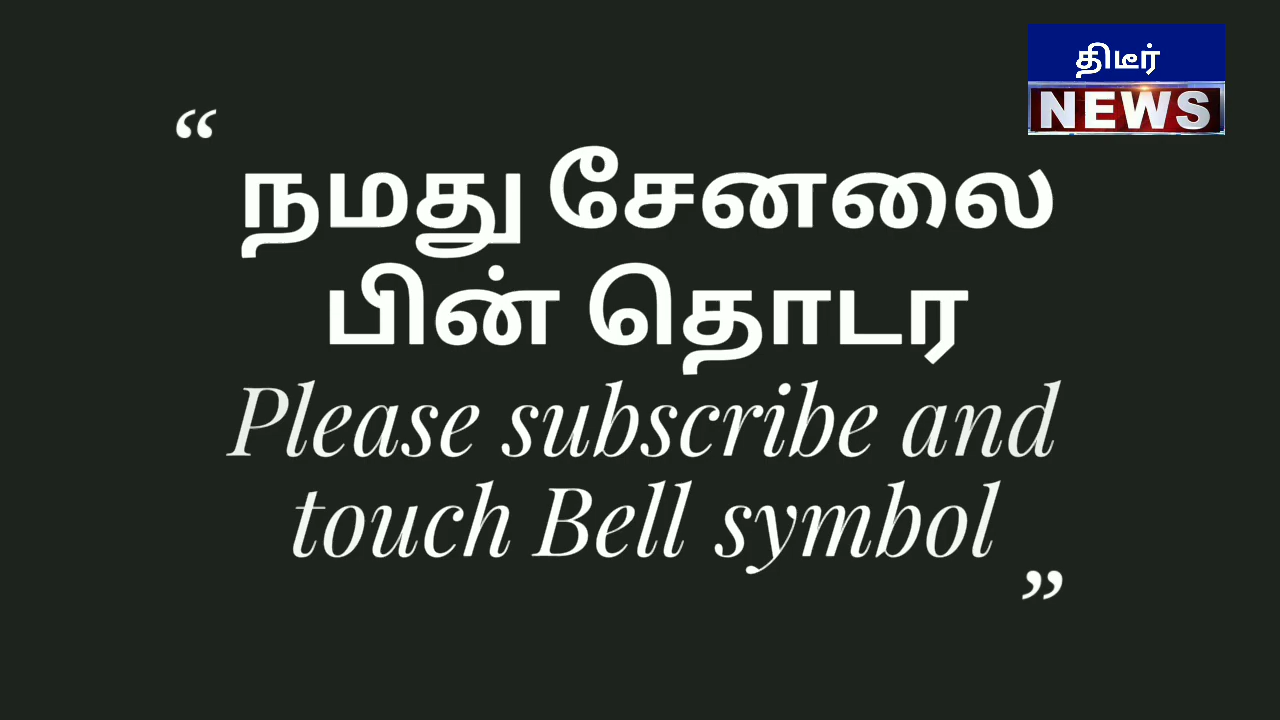 திடீர்
NEWS
“
நமது சேனலை
பின் தொடர
Please subscribe and
touch Bell symbol
”